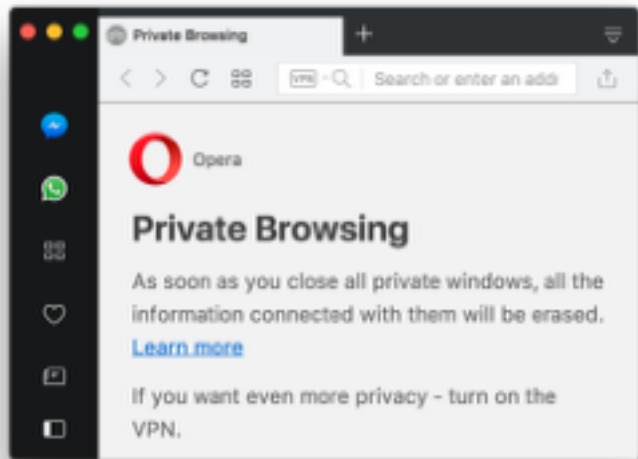 Private Browsing
VPN Search or enter an addr
Opera
Private Browsing
As soon as you close all private windows, all the
information connected with them will be erased.
Learn more
If you want even more privacy - turn on the
VPN.